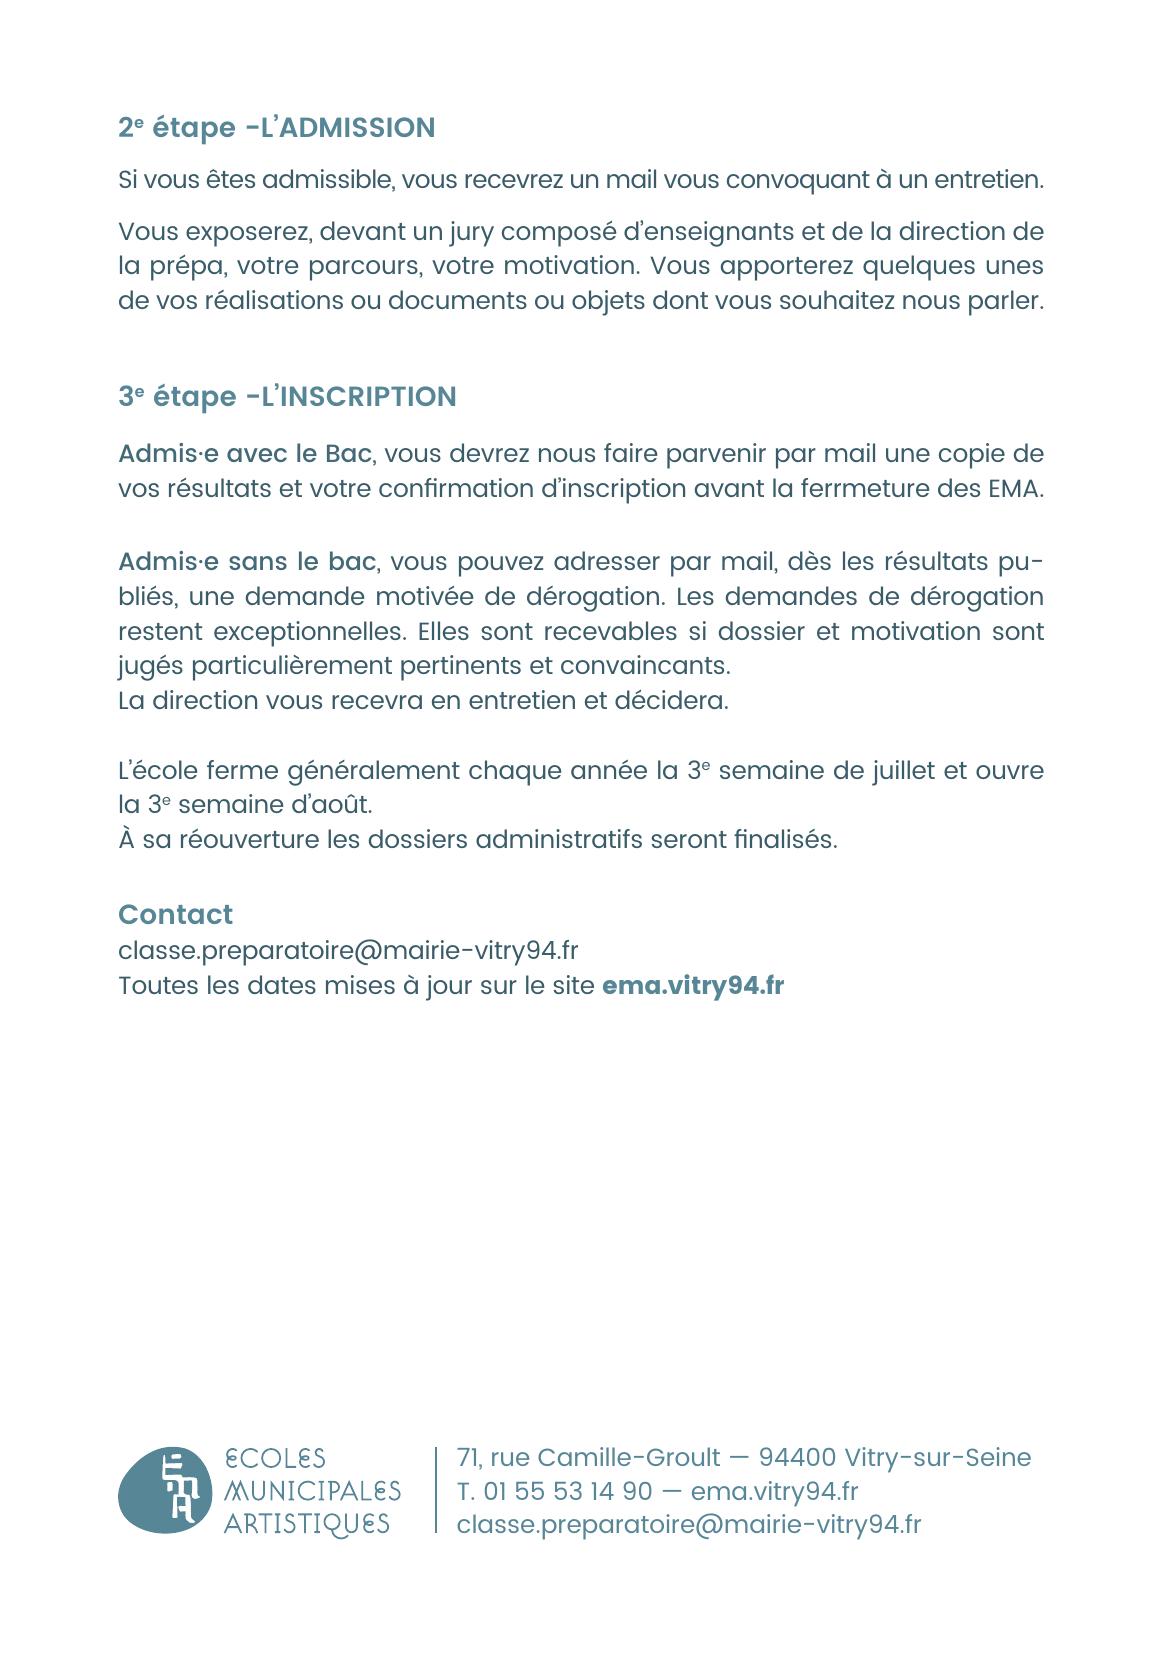 2e étape -L’ADMISSION
Si vous êtes admissible, vous recevrez un mail vous convoquant à un entretien.
Vous exposerez, devant un jury composé d’enseignants et de la direction de
la prépa, votre parcours, votre motivation. Vous apporterez quelques unes
de vos réalisations ou documents ou objets dont vous souhaitez nous parler.
3e étape -L’INSCRIPTION
Admis·e avec le Bac, vous devrez nous faire parvenir par mail une copie de
vos résultats et votre confirmation d’inscription avant la ferrmeture des EMA.
Admis·e sans le bac, vous pouvez adresser par mail, dès les résultats pu-
bliés, une demande motivée de dérogation. Les demandes de dérogation
restent exceptionnelles. Elles sont recevables si dossier et motivation sont
jugés particulièrement pertinents et convaincants.
La direction vous recevra en entretien et décidera.
L’école ferme généralement chaque année la 3e semaine de juillet et ouvre
la 3e semaine d’août.
À sa réouverture les dossiers administratifs seront finalisés.
Contact
classe.preparatoire@mairie-vitry94.fr
Toutes les dates mises à jour sur le site ema.vitry94.fr
EMA
ECOLES
MUNICIPALES
ARTISTIQUES
71, rue Camille-Groult — 94400 Vitry-sur-Seine
T. 01 55 53 14 90 — ema.vitry94.fr
classe.preparatoire@mairie-vitry94.fr